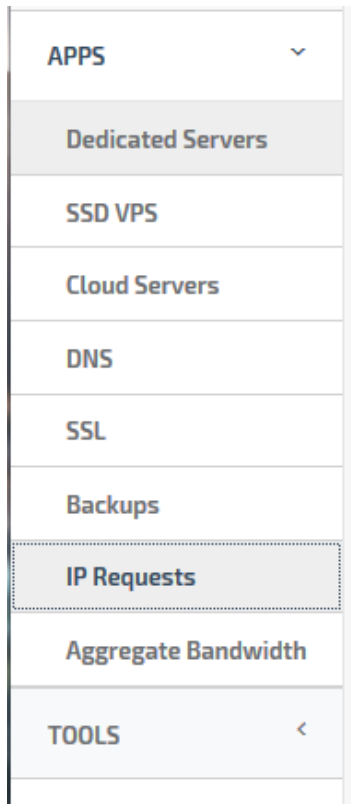 APPS
Dedicated Servers
SSD VPS
Cloud Servers
DNS
SSL
Backups
IP Requests
Aggregate Bandwidth
TOOLS